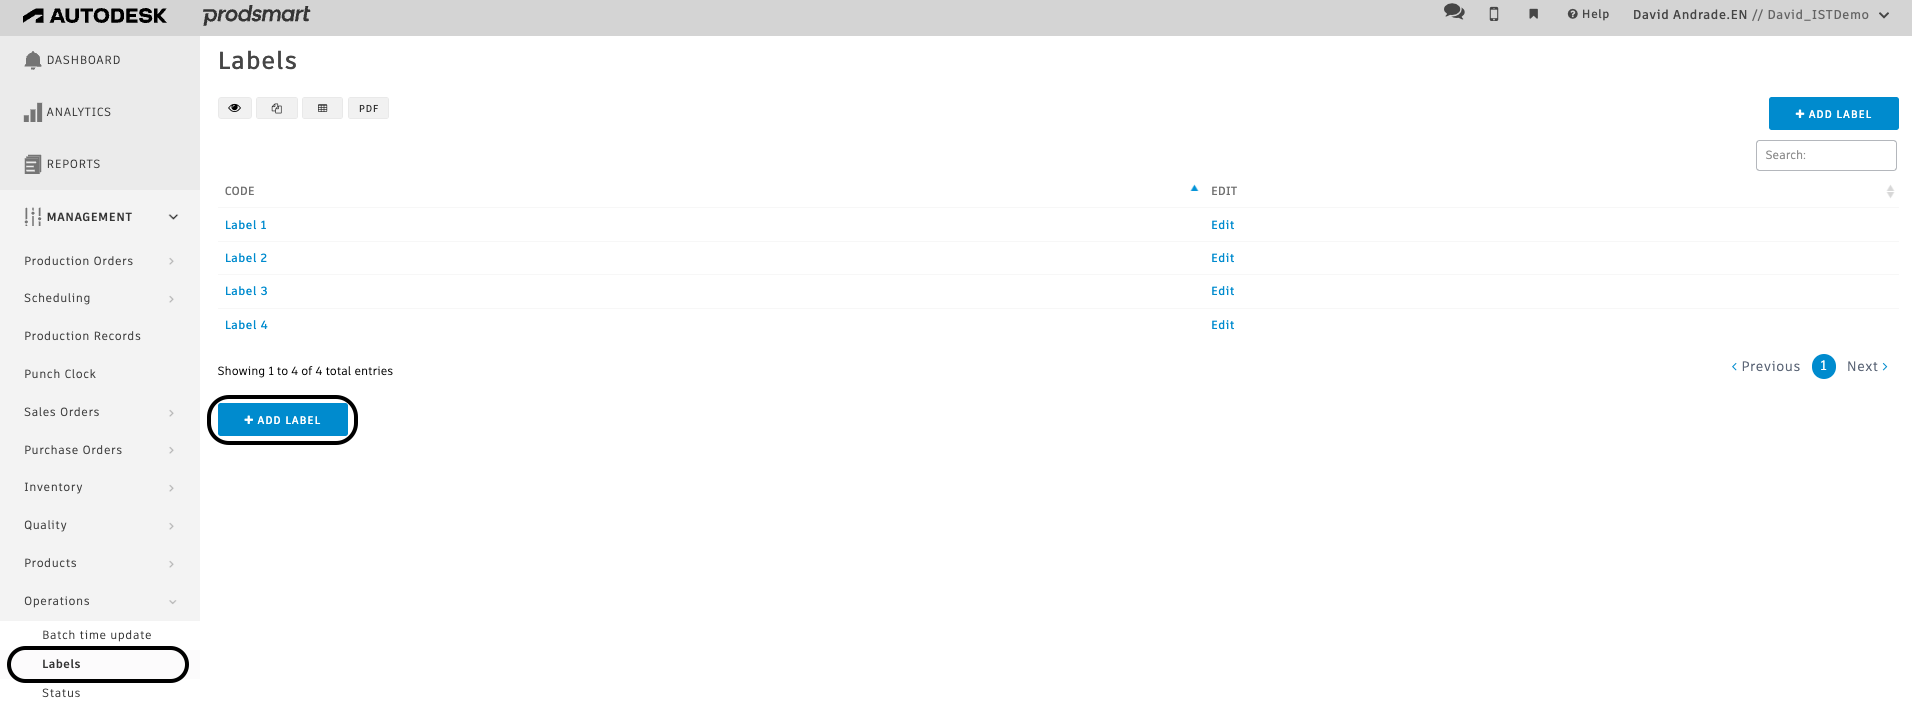 AUTODESK prodsmart
Help David Andrade.EN // David_ISTDemo
DASHBOARD
ANALYTICS
REPORTS
MANAGEMENT
Production Orders
Scheduling
Production Records
Punch Clock
Sales Orders
Purchase Orders
Inventory
Quality
Products
Operations
Batch time update
Labels
Status
Labels
PDF
+ ADD LABEL
Search:
CODE EDIT
Label 1 Edit
Label 2 Edit
Label 3 Edit
Label 4 Edit
Showing 1 to 4 of 4 total entries
< Previous 1 Next >
+ ADD LABEL